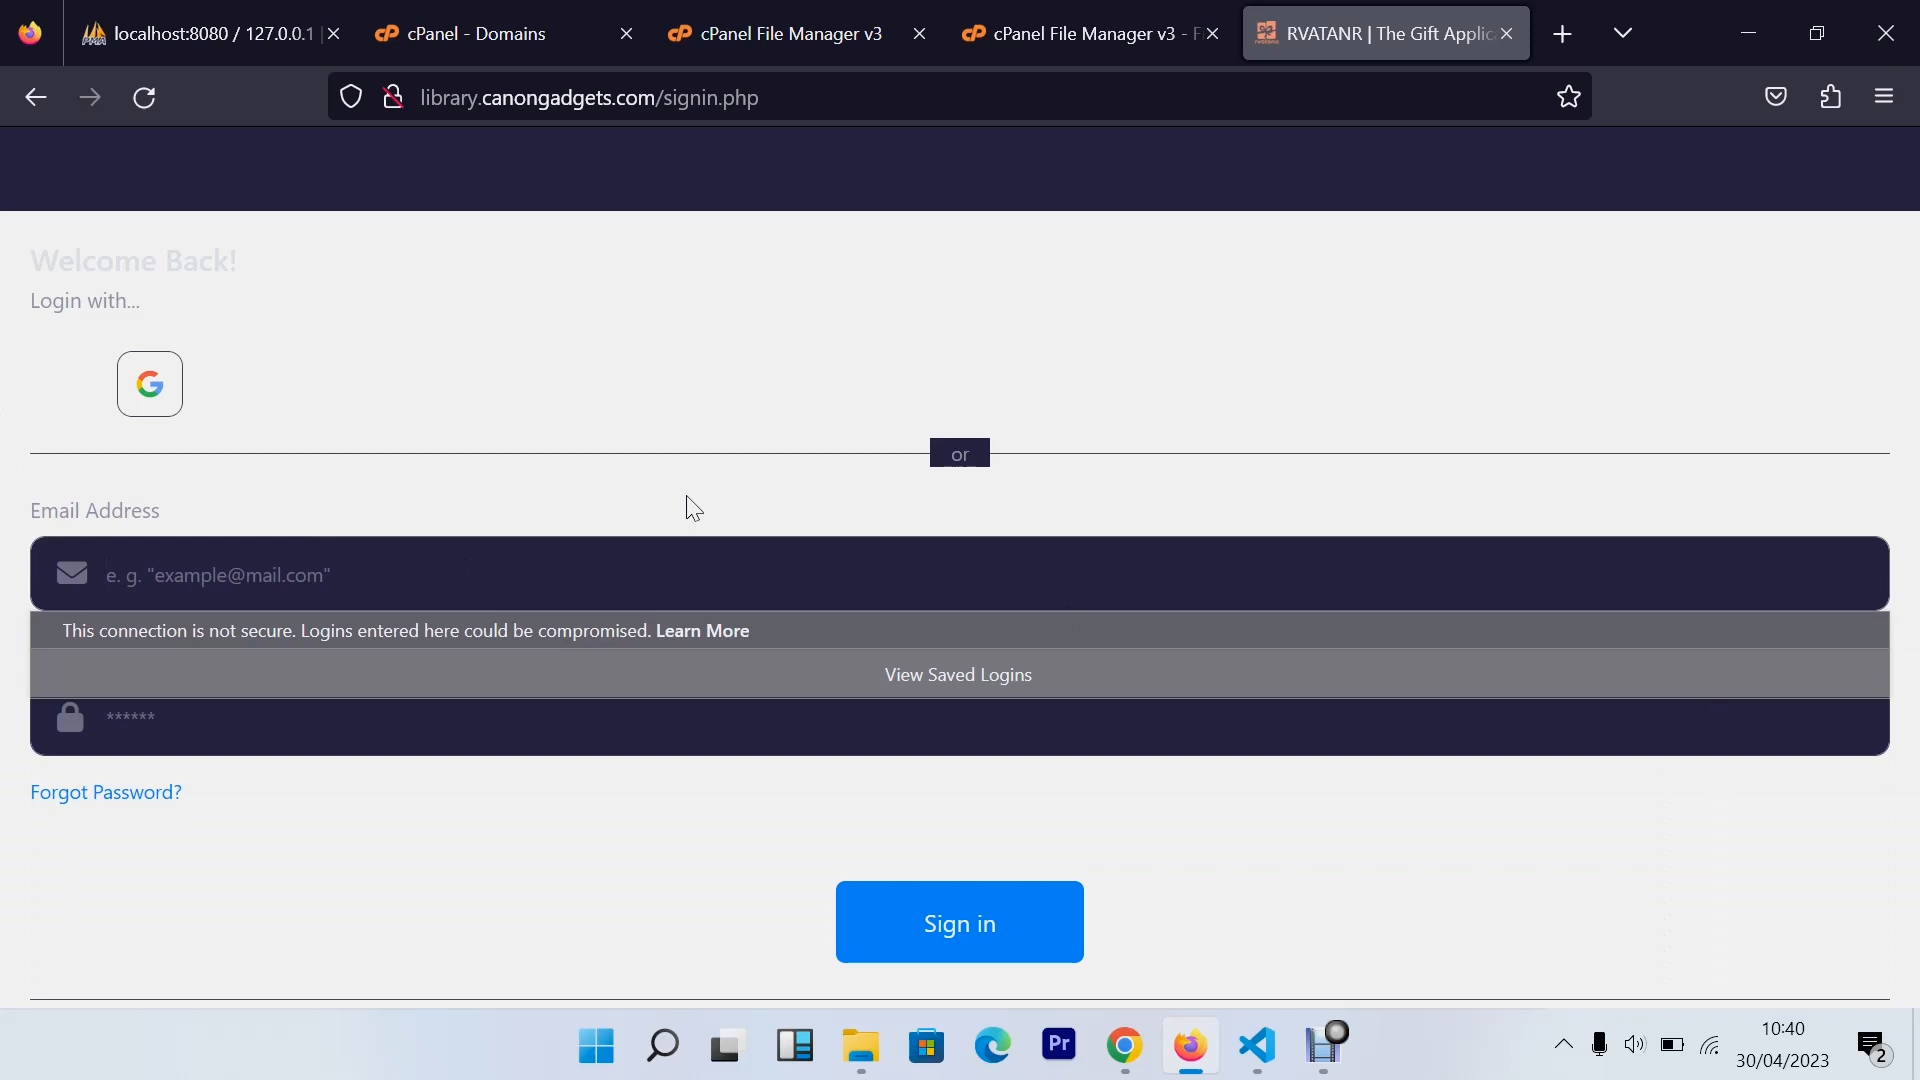 localhost:8080 / 127.0.0.1 |
cPanel - Domains
cPanel File Manager v3
cPanel File Manager v3 - F
RVATANR | The Gift Applic
library.canongadgets.com/signin.php
Welcome Back!
Login with...
or
Email Address
e. g. "example@mail.com"
This connection is not secure. Logins entered here could be compromised. Learn More
View Saved Logins
******
Forgot Password?
Sign in
Pr
10:40
30/04/2023
2